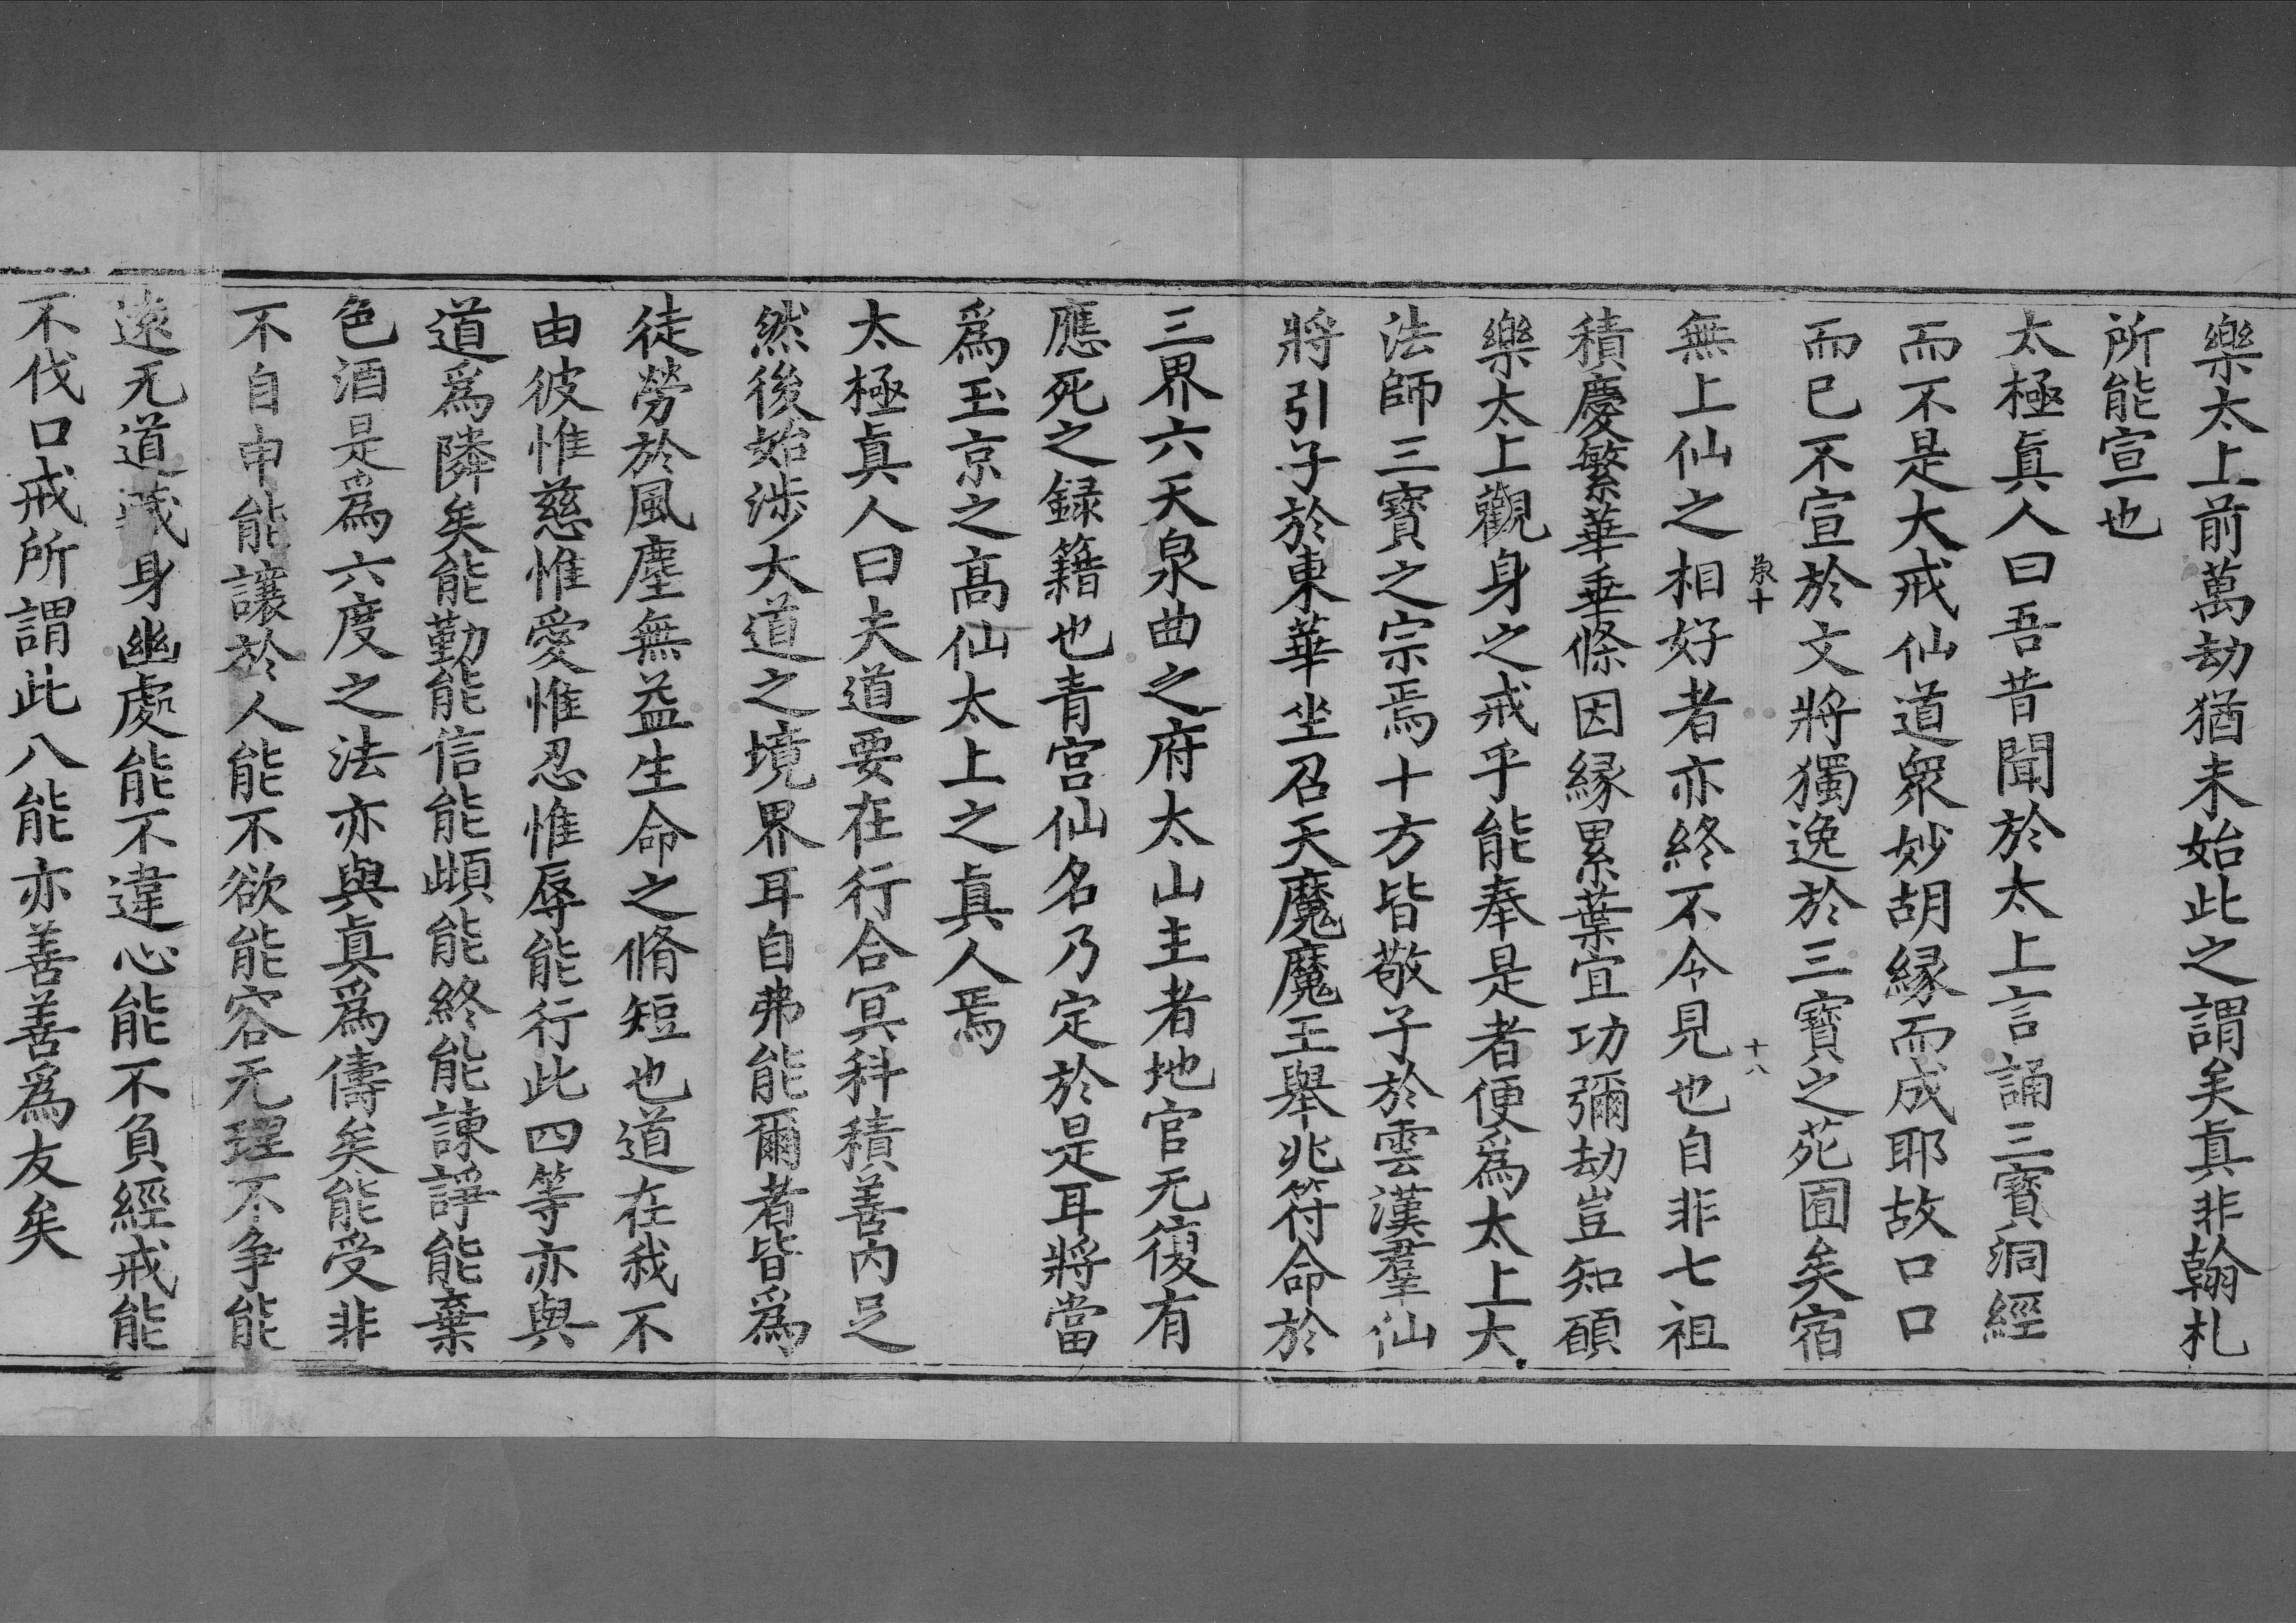 樂太上前萬劫猶未始此之謂矣真非翰札
所能宣也
太極真人曰吾昔聞於太上言誦三寶洞經
而不是大戒仙道衆妙胡縁而成耶故口口
而已不宣於文將獨逸於三寶之苑囿矣宿
𠂢十 十八
無上仙之相好者亦終不令見也自非七祖
積慶繁華垂條因縁累葉宜功彌劫豈知頋
樂太上觀身之戒乎能奉是者便爲太上大
法師三寶之宗焉十方皆敬子於雲漢羣仙
將引子於東華坐召天魔魔王舉兆符命於
三界六天泉曲之府太山主者地官无復有
應死之録籍也青宮仙名乃定於是耳將當
爲玉京之髙仙太上之真人焉
太極真人曰夫道要在行合冥科積善内足
然後始涉大道之境界耳自弗能爾者皆爲
徒勞於風塵無益生命之脩短也道在我不
由彼惟慈惟愛惟忍惟辱能行此四等亦與
道爲隣矣能勤能信能順能終能諫諍能棄
色酒是爲六度之法亦與真爲儔矣能受非
不自申能讓於人能不欲能容无理不争能
遠无道藏身幽處能不違心能不負經戒能
不伐口戒所謂此八能亦善善爲友矣